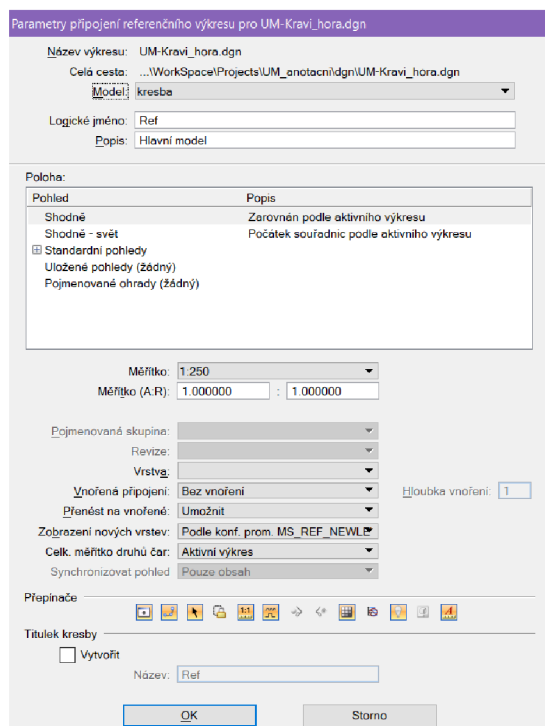 Parametry připojení referenčního výkresu pro UM-Kravi_hora.dgn
Název výkresu: UM-Kravi_hora.dgn
Celá cesta: ...\WorkSpace\Projects\UM_anotacni\dgn\UM-Kravi_hora.dgn
Model: kresba
Logické jméno: Ref
Popis: Hlavní model
Poloha:
Pohled Popis
Shodně Zarovnán podle aktivního výkresu
Shodně - svět Počátek souřadnic podle aktivního výkresu
Standardní pohledy
Uložené pohledy (žádný)
Pojmenované ohrady (žádný)
Měřítko: 1:250
Měřítko (A:R): 1.000000 : 1.000000
Pojmenovaná skupina:
Revize:
Vrstva:
Vnořená připojení: Bez vnoření Hloubka vnoření: 1
Přenést na vnořené: Umožnit
Zobrazení nových vrstev: Podle konf. prom. MS_REF_NEWLE
Celk. měřítko druhů čar: Aktivní výkres
Synchronizovat pohled Pouze obsah
Přepínače
1:1
Titulek kresby
Vytvořit
Název: Ref
OK Storno